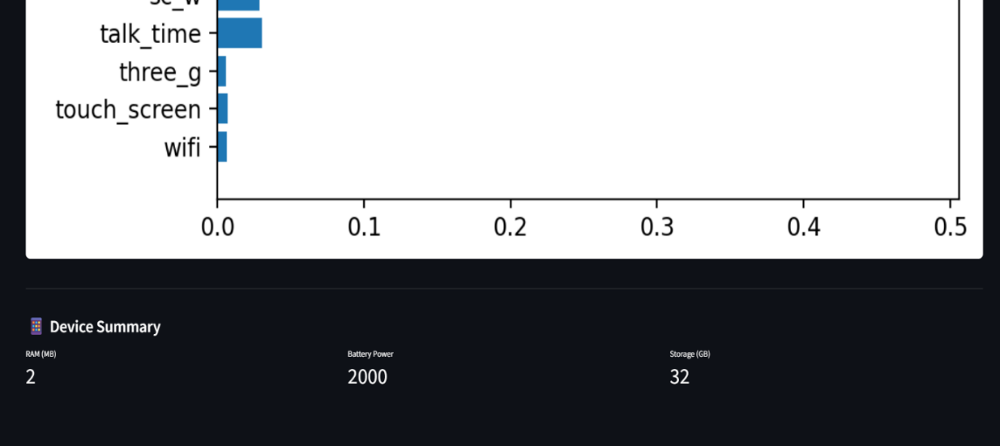 sc_w
talk_time
three_g
touch_screen
wifi
0.0 0.1 0.2 0.3 0.4 0.5
Device Summary
RAM (MB) Battery Power Storage (GB)
2 2000 32